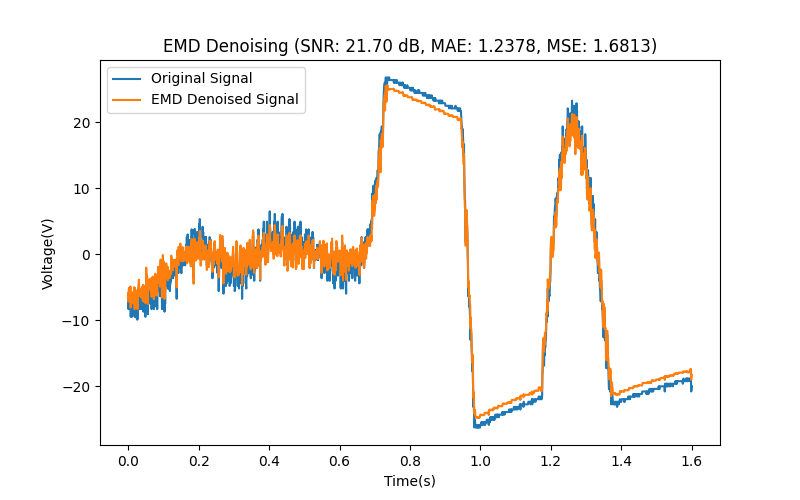 EMD Denoising (SNR: 21.70 dB, MAE: 1.2378, MSE: 1.6813)
Original Signal
EMD Denoised Signal
Voltage(V)
20
10
0
−10
−20
0.0 0.2 0.4 0.6 0.8 1.0 1.2 1.4 1.6
Time(s)